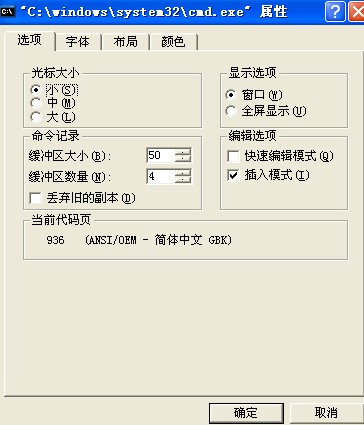 "C:\windows\system32\cmd.exe" 属性
选项 字体 布局 颜色
光标大小
小(S)
中(M)
大(L)
显示选项
窗口(W)
全屏显示(U)
命令记录
缓冲区大小(B): 50
缓冲区数量(N): 4
丢弃旧的副本(D)
编辑选项
快速编辑模式(Q)
插入模式(I)
当前代码页
936 (ANSI/OEM - 简体中文 GBK)
确定 取消